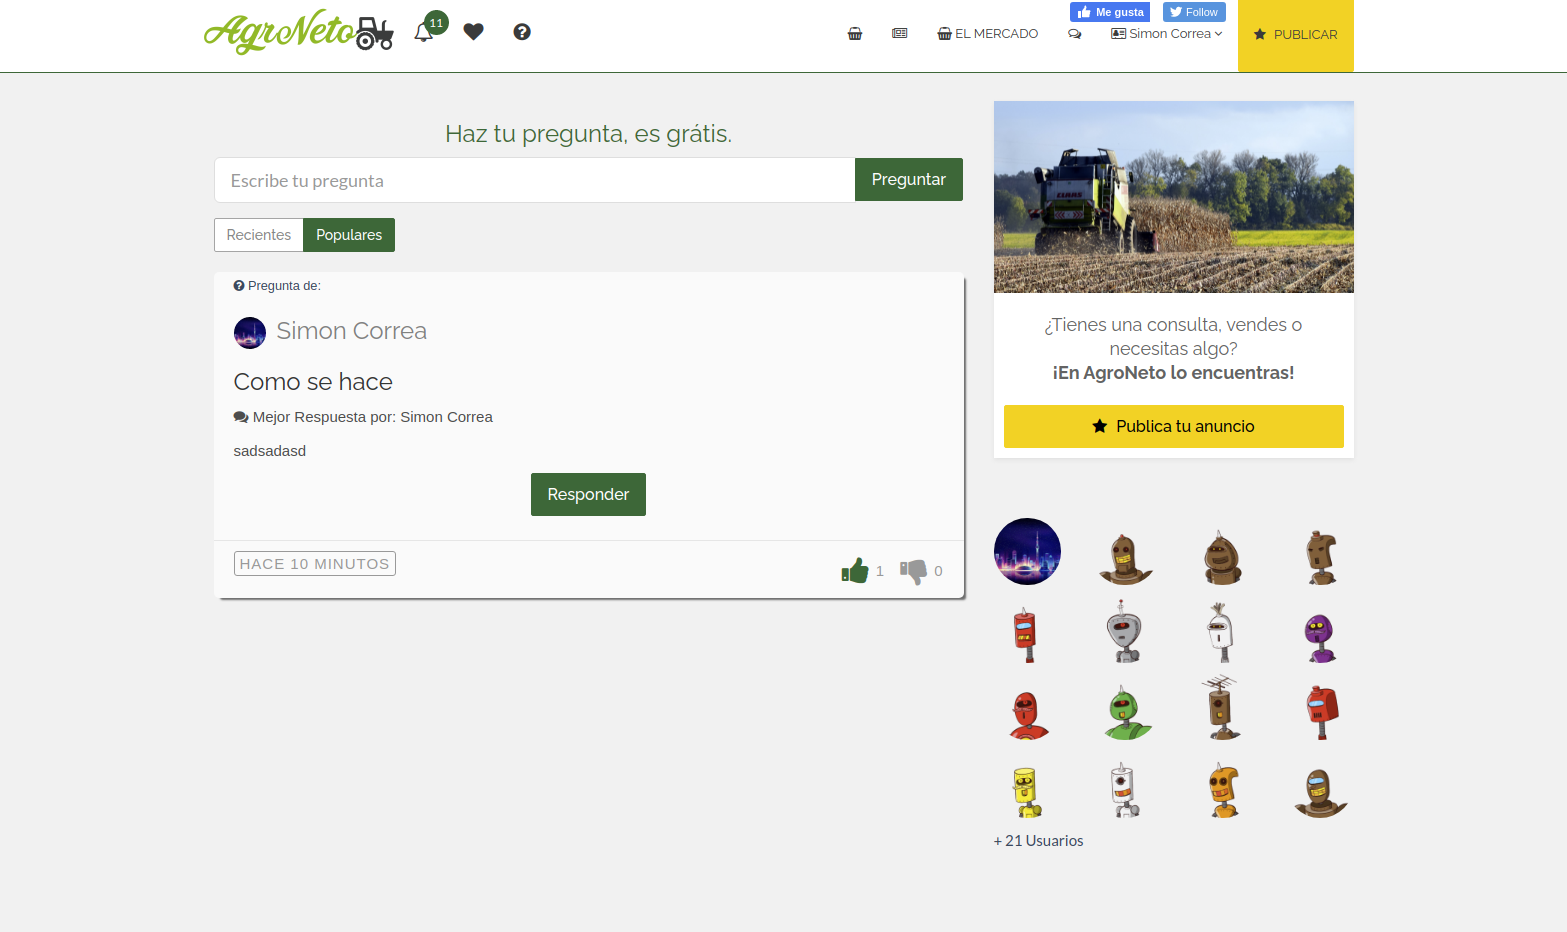 AgroNeto
11
Me gusta
Follow
EL MERCADO
Simon Correa
PUBLICAR
Haz tu pregunta, es grátis.
Escribe tu pregunta
Preguntar
Recientes
Populares
Pregunta de:
Simon Correa
Como se hace
Mejor Respuesta por: Simon Correa
sadsadasd
Responder
HACE 10 MINUTOS
1
0
CLAAS
¿Tienes una consulta, vendes o
necesitas algo?
¡En AgroNeto lo encuentras!
Publica tu anuncio
+ 21 Usuarios